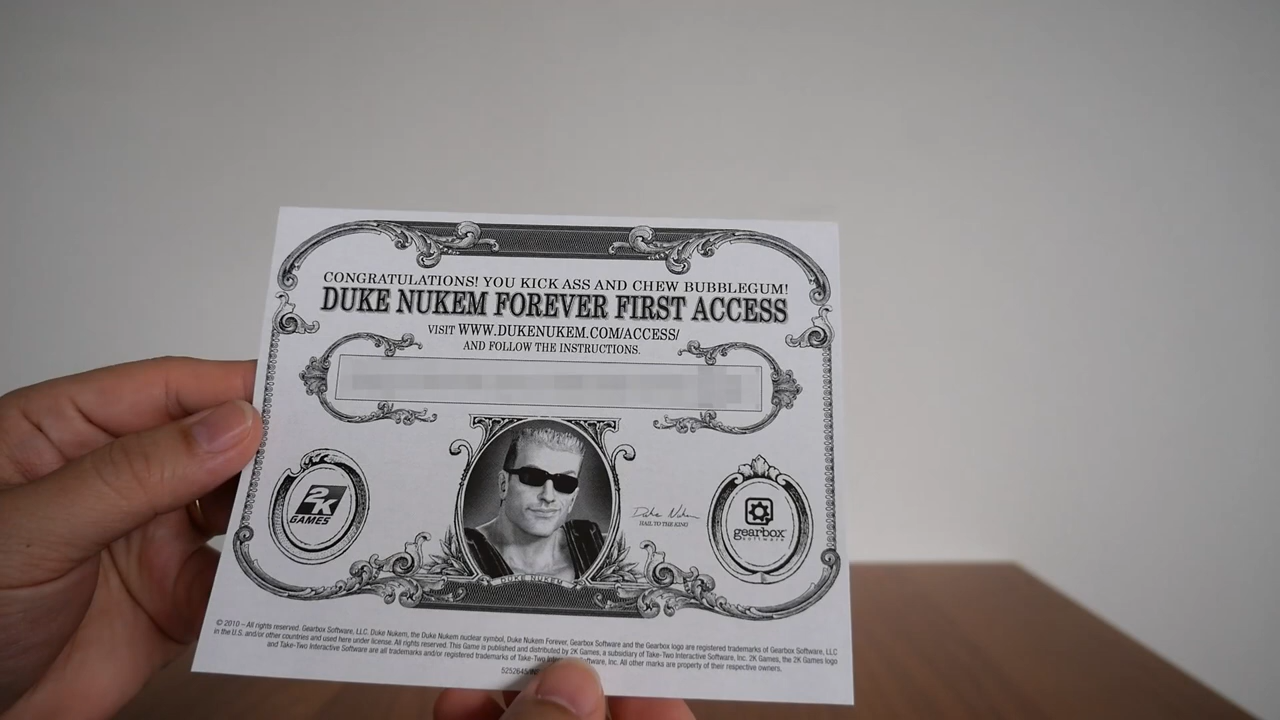 CONGRATULATIONS! YOU KICK ASS AND CHEW BUBBLEGUM!
DUKE NUKEM FOREVER FIRST ACCESS
VISIT WWW.DUKENUKEM.COM/ACCESS/
AND FOLLOW THE INSTRUCTIONS.
2K
GAMES
Duke Nukem
HAIL TO THE KING
gearbox
software
DUKE NUKEM
© 2010 – All rights reserved. Gearbox Software, LLC. Duke Nukem, the Duke Nukem nuclear symbol, Duke Nukem Forever, Gearbox Software and the Gearbox logo are registered trademarks of Gearbox Software, LLC
in the U.S. and/or other countries and used here under license. All rights reserved. This Game is published and distributed by 2K Games, a subsidiary of Take-Two Interactive Software, Inc. 2K Games, the 2K Games logo
and Take-Two Interactive Software are all trademarks and/or registered trademarks of Take-Two Software, Inc. All other marks are property of their respective owners.